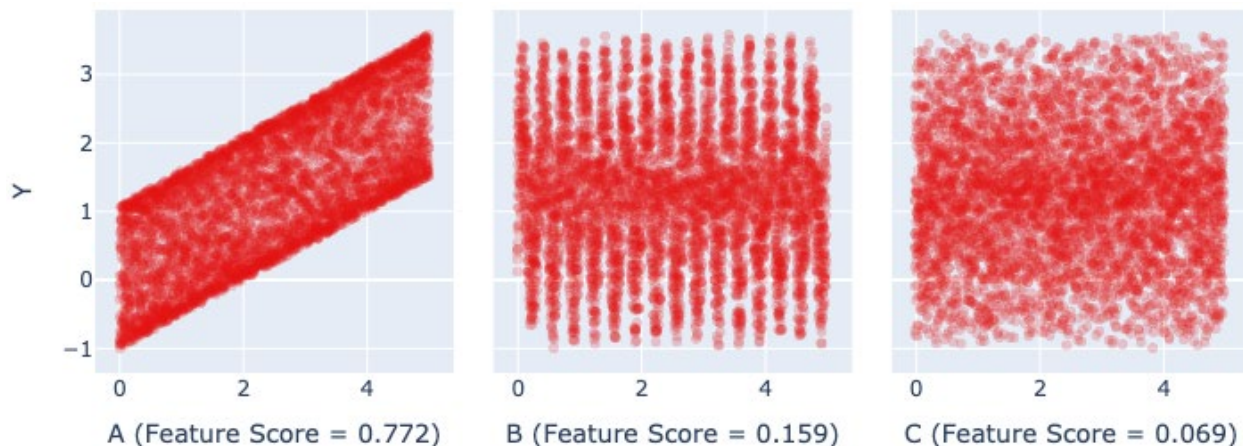 Y
3
2
1
0
−1
0 2 4
0 2 4
0 2 4
A (Feature Score = 0.772)
B (Feature Score = 0.159)
C (Feature Score = 0.069)